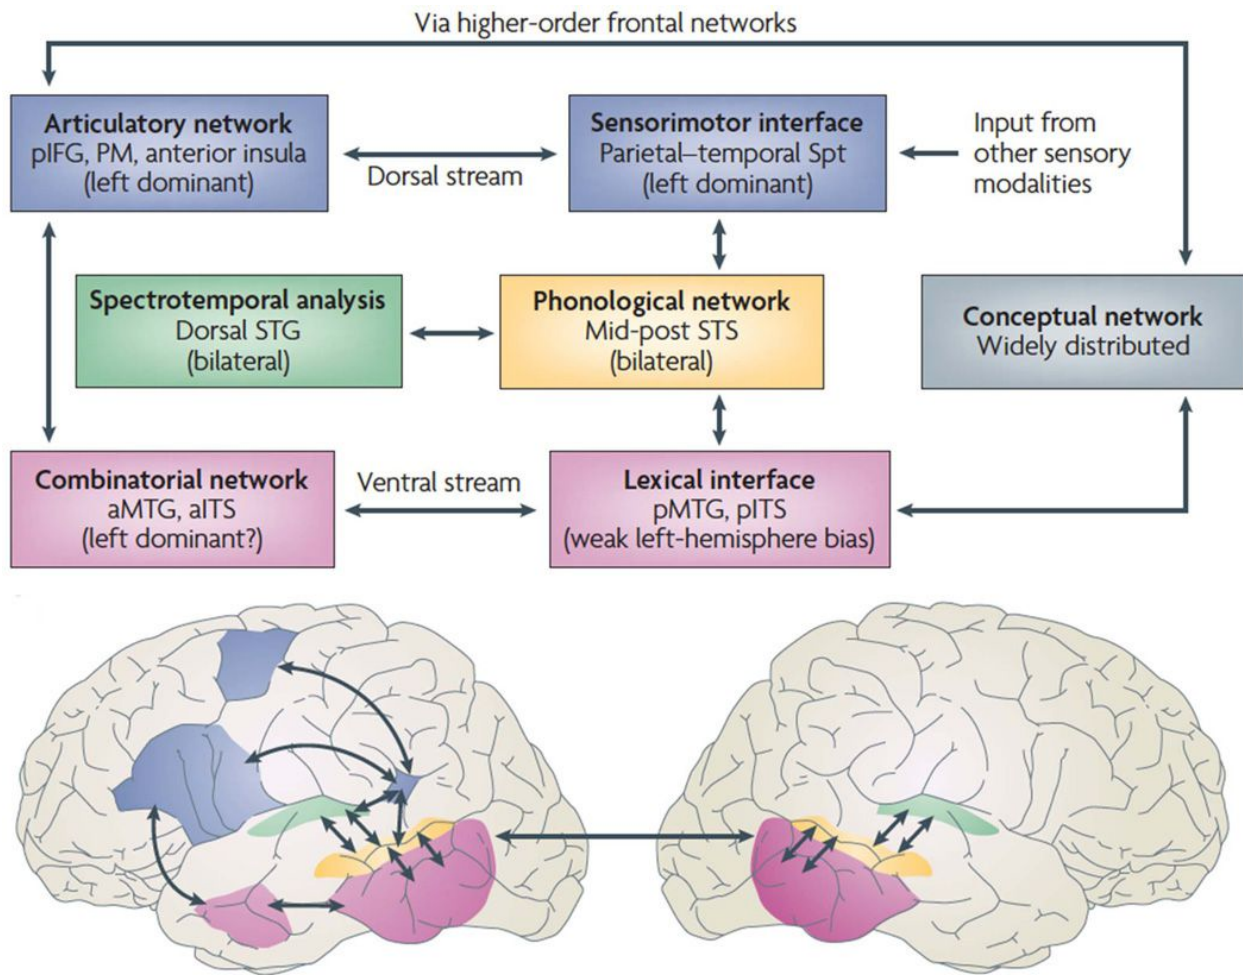 Via higher-order frontal networks
Articulatory network
pIFG, PM, anterior insula
(left dominant)
Dorsal stream
Sensorimotor interface
Parietal–temporal Spt
(left dominant)
Input from
other sensory
modalities
Spectrotemporal analysis
Dorsal STG
(bilateral)
Phonological network
Mid-post STS
(bilateral)
Conceptual network
Widely distributed
Combinatorial network
aMTG, aITS
(left dominant?)
Ventral stream
Lexical interface
pMTG, pITS
(weak left-hemisphere bias)